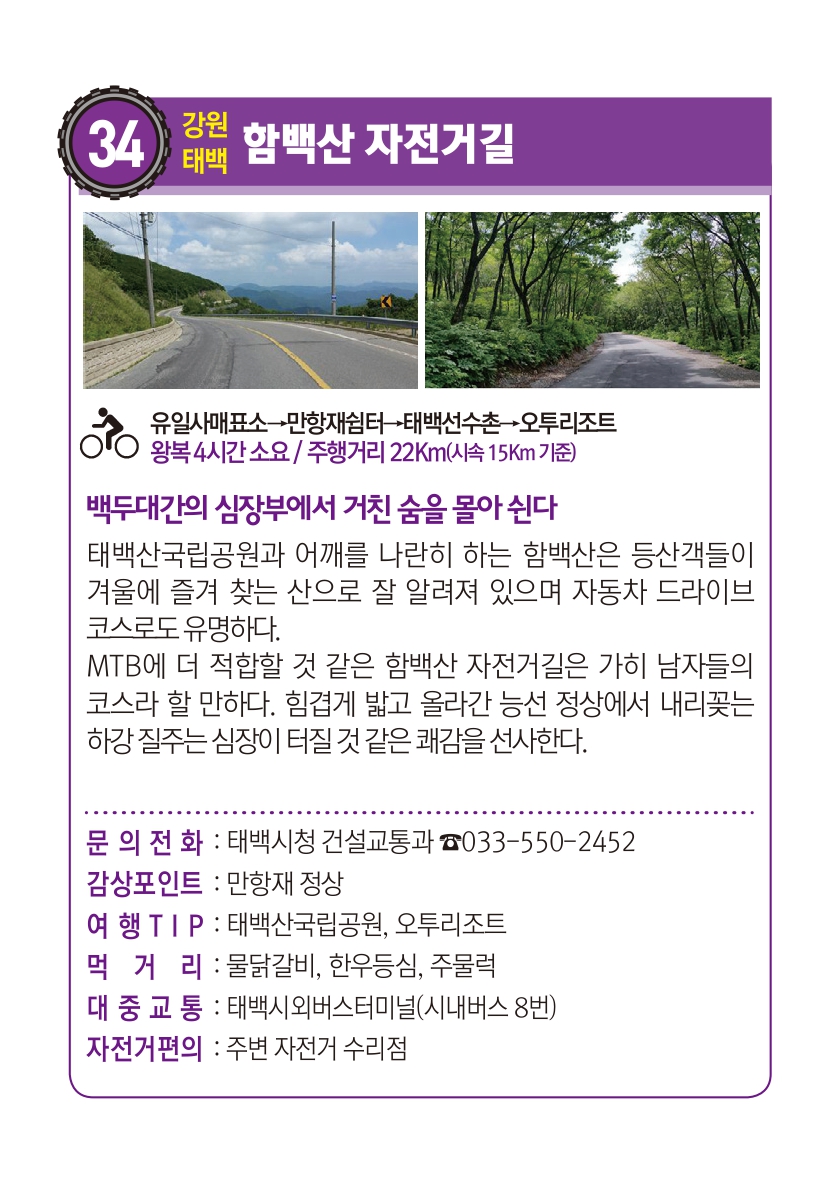 34
강원
태백
함백산 자전거길
유일사매표소→만항재쉼터→태백선수촌→오투리조트
왕복 4시간 소요 / 주행거리 22Km(시속 15Km 기준)
백두대간의 심장부에서 거친 숨을 몰아 쉰다
태백산국립공원과 어깨를 나란히 하는 함백산은 등산객들이
겨울에 즐겨 찾는 산으로 잘 알려져 있으며 자동차 드라이브
코스로도 유명하다.
MTB에 더 적합할 것 같은 함백산 자전거길은 가히 남자들의
코스라 할 만하다. 힘겹게 밟고 올라간 능선 정상에서 내리꽂는
하강 질주는 심장이 터질 것 같은 쾌감을 선사한다.
문 의 전 화 : 태백시청 건설교통과 ☎033-550-2452
감상포인트 : 만항재 정상
여 행 T I P : 태백산국립공원, 오투리조트
먹 거 리 : 물닭갈비, 한우등심, 주물럭
대 중 교 통 : 태백시외버스터미널(시내버스 8번)
자전거편의 : 주변 자전거 수리점